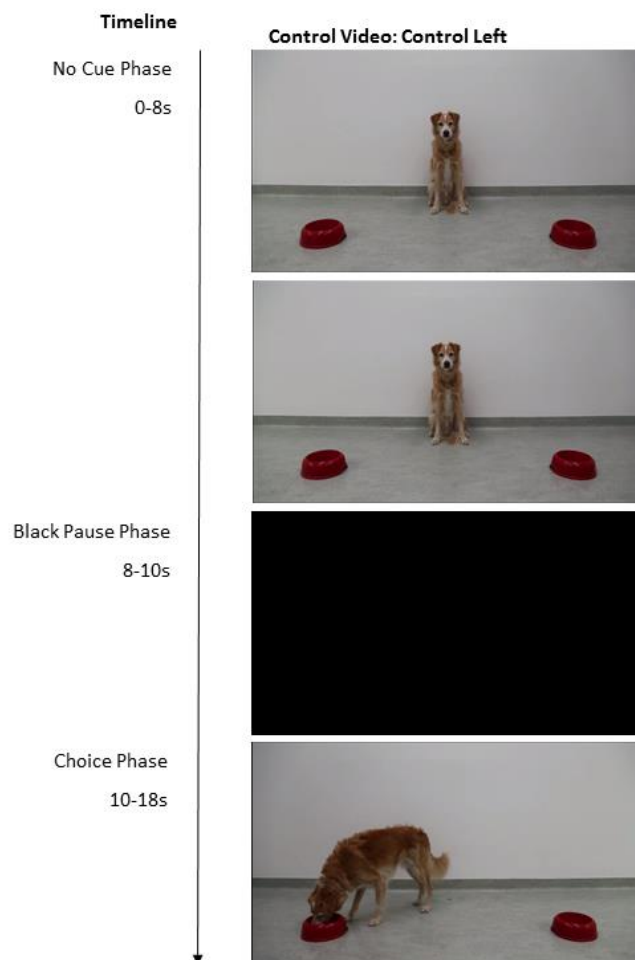 Timeline
Control Video: Control Left
No Cue Phase
0-8s
Black Pause Phase
8-10s
Choice Phase
10-18s